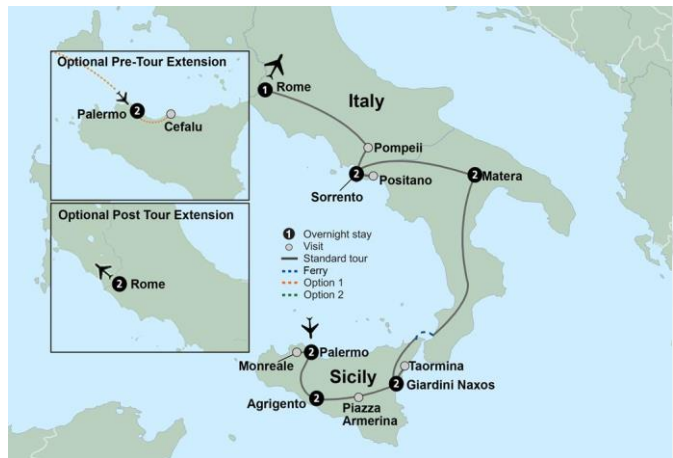 Optional Pre-Tour Extension
Palermo
2
Cefalu
Optional Post Tour Extension
2
Rome
1
Rome
Italy
Pompeii
2
Positano
Sorrento
2
Matera
1 Overnight stay
Visit
Standard tour
Ferry
Option 1
Option 2
2
Palermo
Monreale
Sicily
Taormina
2
Giardini Naxos
Agrigento
2
Piazza
Armerina